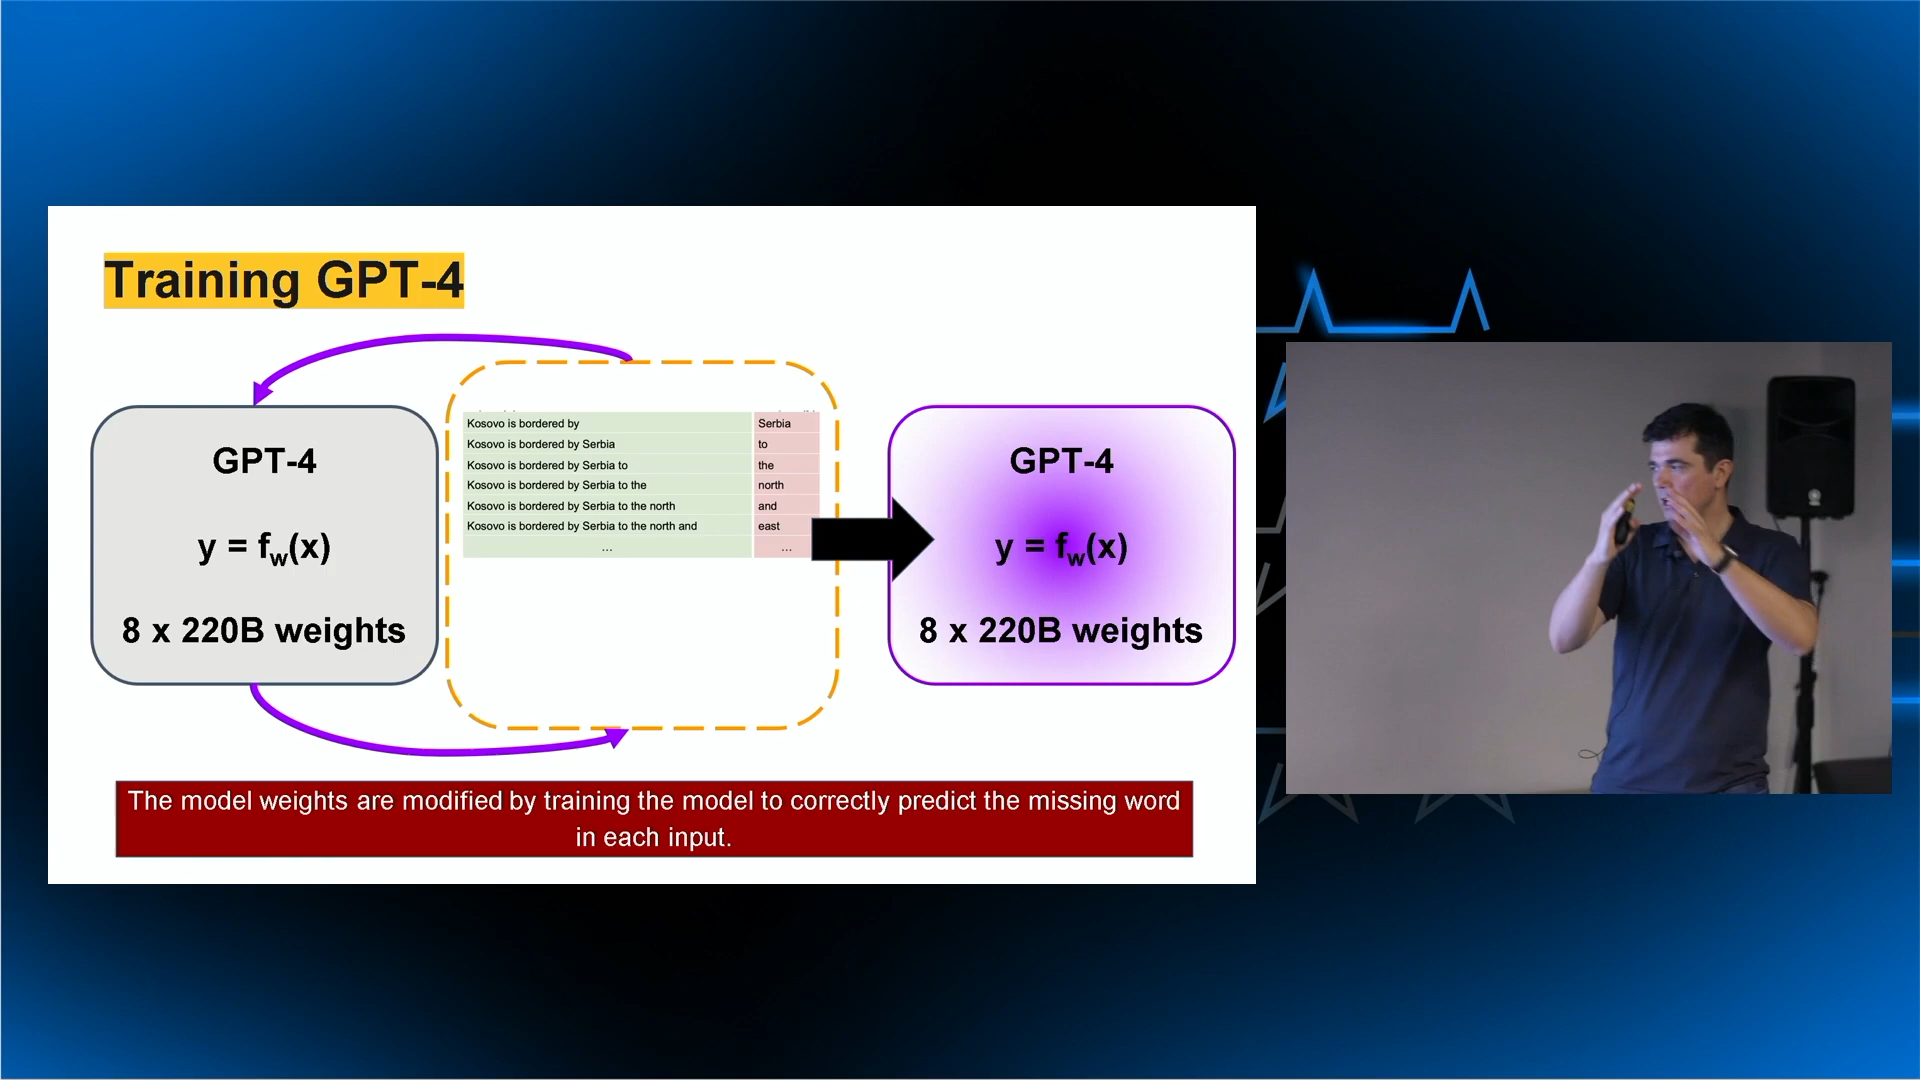 Training GPT-4
GPT-4
y = fw(x)
8 x 220B weights
Kosovo is bordered by Serbia
Kosovo is bordered by Serbia to
Kosovo is bordered by Serbia to the
Kosovo is bordered by Serbia to the north
Kosovo is bordered by Serbia to the north and
Kosovo is bordered by Serbia to the north and east
... ...
GPT-4
y = fw(x)
8 x 220B weights
The model weights are modified by training the model to correctly predict the missing word
in each input.